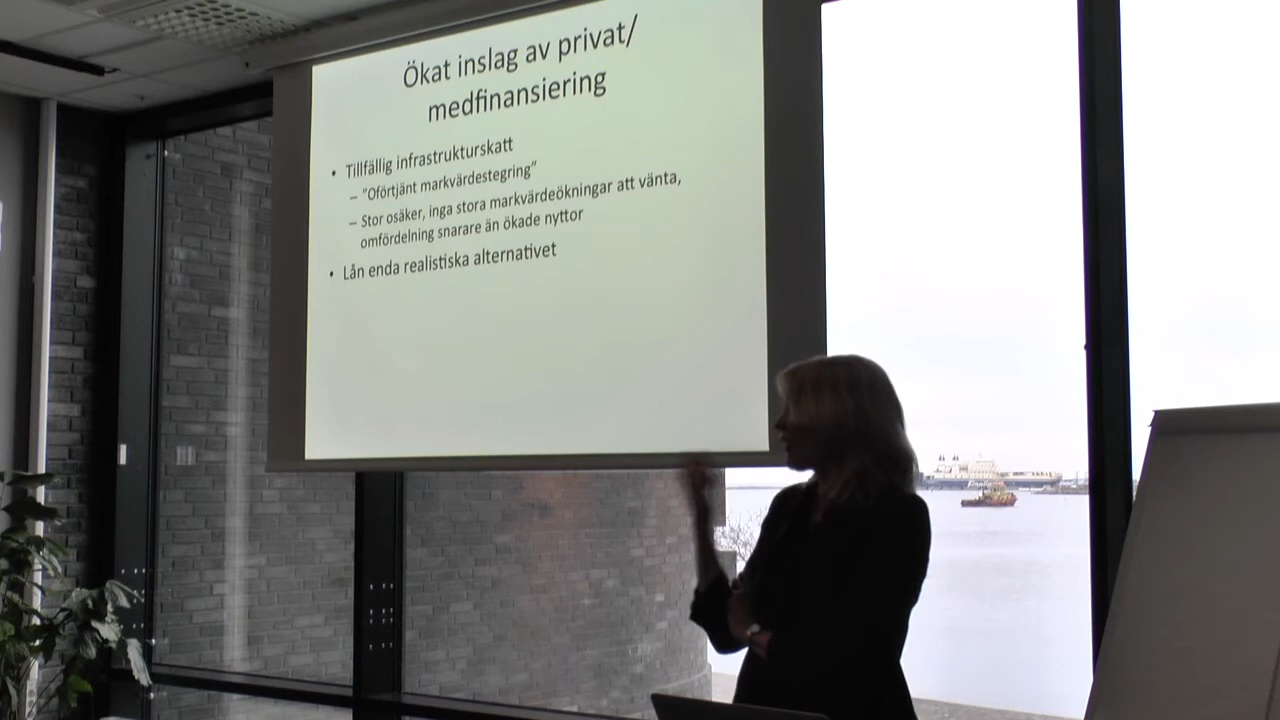 Ökat inslag av privat/
medfinansiering
• Tillfällig infrastrukturskatt
– "Oförtjänt markvärdestegring"
– Stor osäker, inga stora markvärdeökningar att vänta,
omfördelning snarare än ökade nyttor
• Lån enda realistiska alternativet